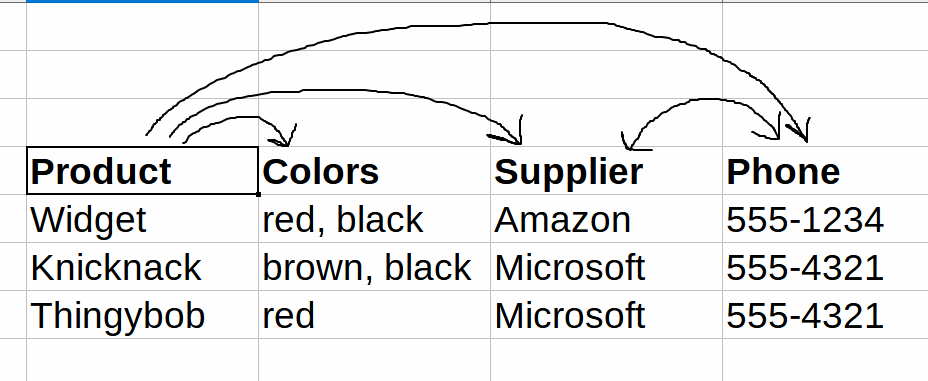 Product Colors Supplier Phone
Widget red, black Amazon 555-1234
Knicknack brown, black Microsoft 555-4321
Thingybob red Microsoft 555-4321